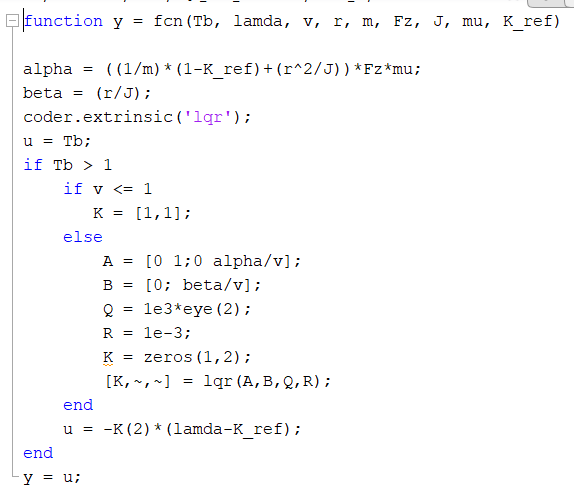 function y = fcn(Tb, lamda, v, r, m, Fz, J, mu, K_ref)
alpha = ((1/m)*(1-K_ref)+(r^2/J))*Fz*mu;
beta = (r/J);
coder.extrinsic('lqr');
u = Tb;
if Tb > 1
    if v <= 1
       K = [1,1];
    else
        A = [0 1;0 alpha/v];
        B = [0; beta/v];
        Q = 1e3*eye(2);
        R = 1e-3;
        K = zeros(1,2);
        [K,~,~] = lqr(A,B,Q,R);
    end
    u = -K(2)*(lamda-K_ref);
end
y = u;